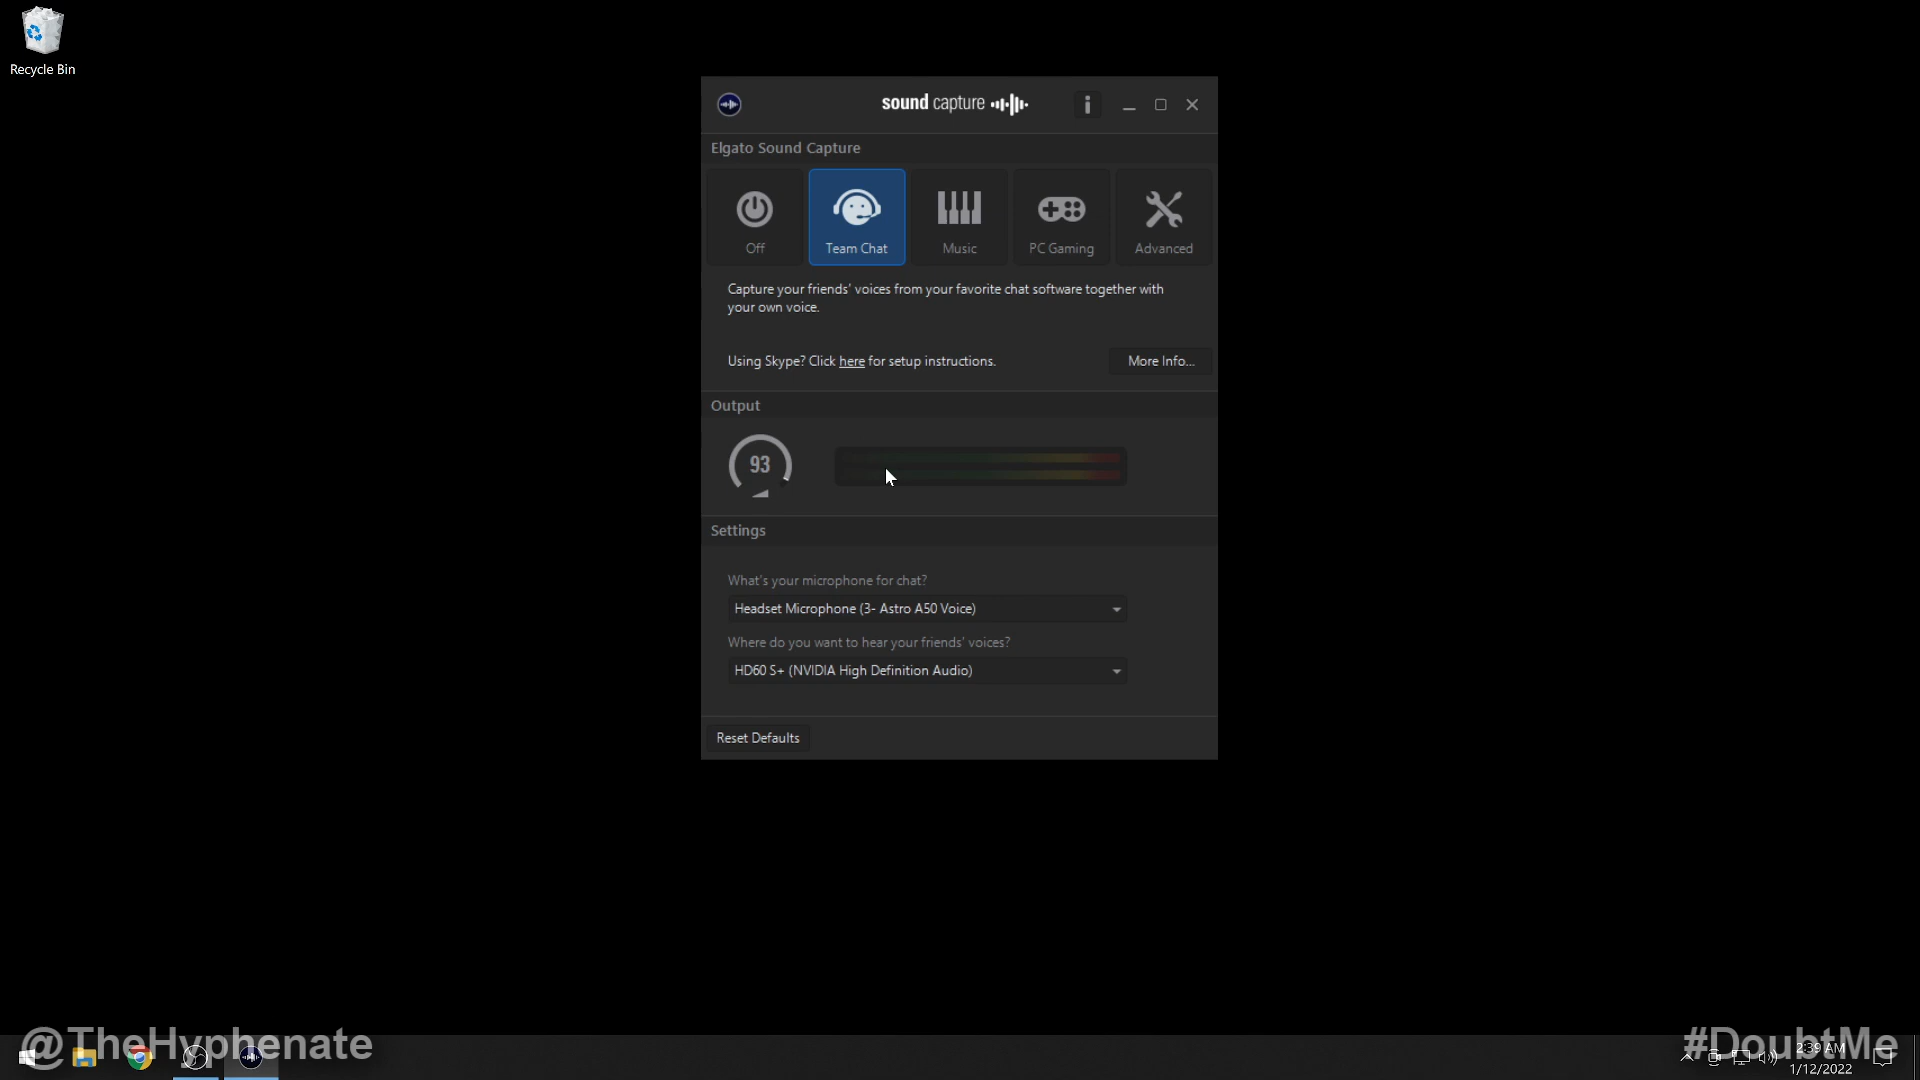 Recycle Bin
sound capture
Elgato Sound Capture
Off
Team Chat
Music
PC Gaming
Advanced
Capture your friends' voices from your favorite chat software together with
your own voice.
Using Skype? Click here for setup instructions.
More Info...
Output
93
Settings
What's your microphone for chat?
Headset Microphone (3- Astro A50 Voice)
Where do you want to hear your friends' voices?
HD60 S+ (NVIDIA High Definition Audio)
Reset Defaults
@TheHyphenate
#DoubtMe
2:39 AM
1/12/2022